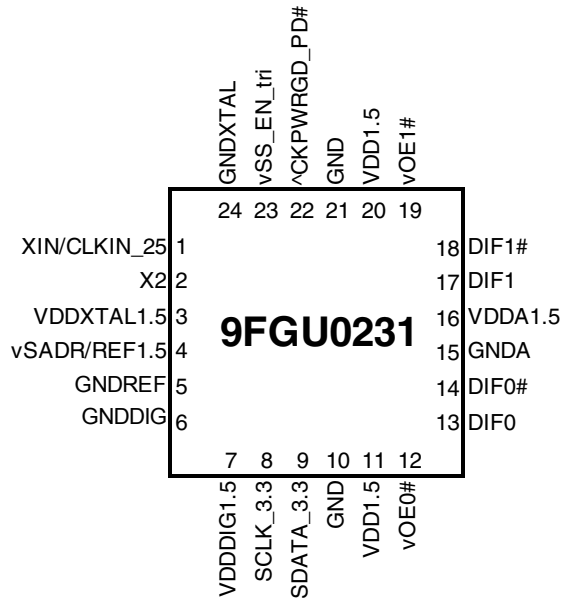 GNDXTAL
vSS_EN_tri
^CKPWRGD_PD#
GND
VDD1.5
vOE1#
24 23 22 21 20 19
XIN/CLKIN_25 1
X2 2
VDDXTAL1.5 3
vSADR/REF1.5 4
GNDREF 5
GNDDIG 6
9FGU0231
18 DIF1#
17 DIF1
16 VDDA1.5
15 GNDA
14 DIF0#
13 DIF0
7 8 9 10 11 12
VDDDIG1.5
SCLK_3.3
SDATA_3.3
GND
VDD1.5
vOE0#